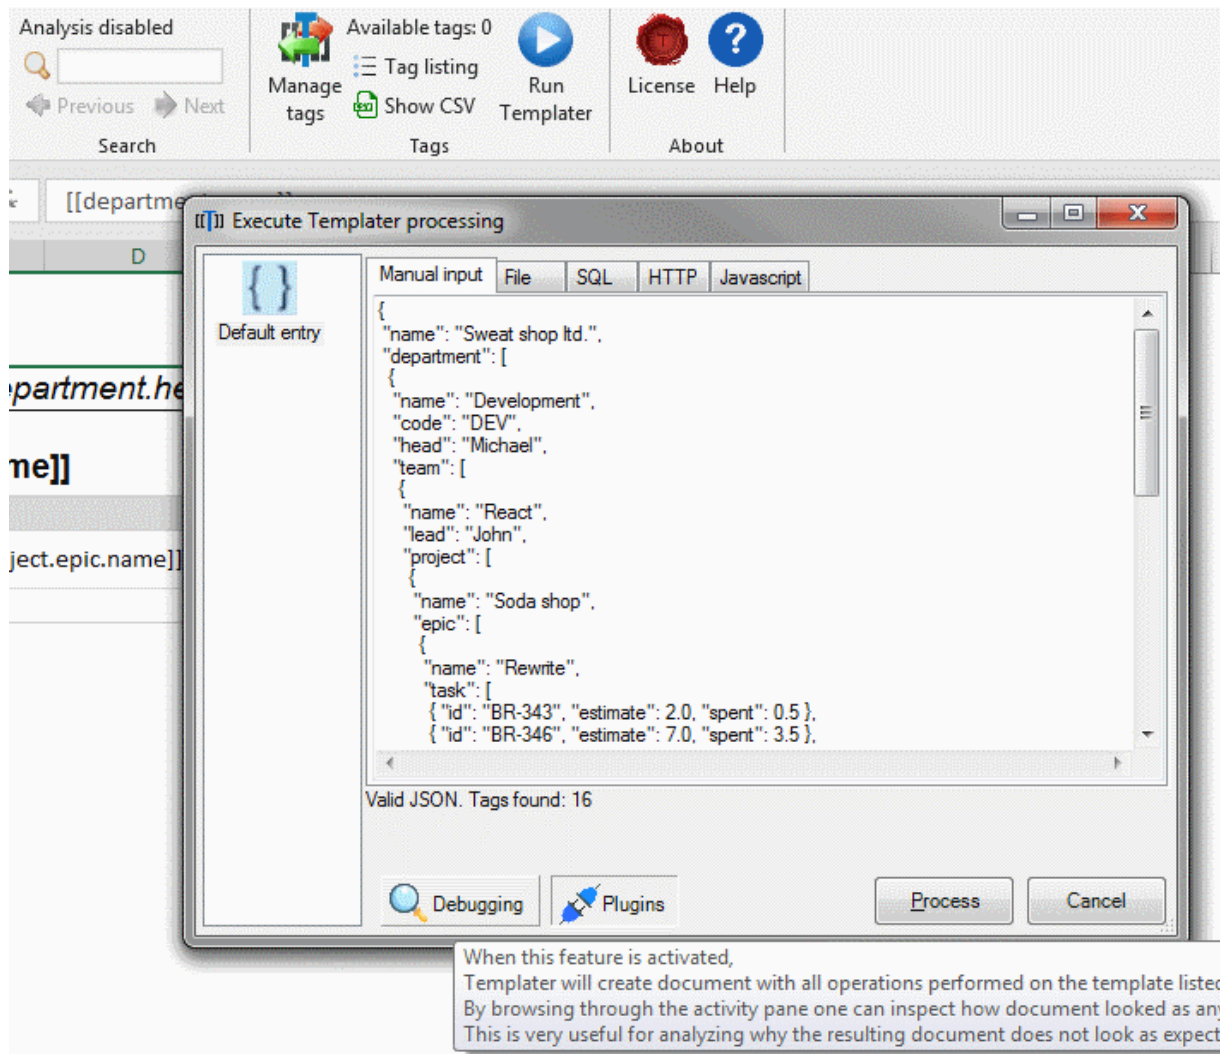 Analysis disabled
Previous Next
Search
Manage tags
Available tags: 0
Tag listing
Show CSV
Run Templater
Tags
License Help
About
[[departme
D
partment.he
me]]
ject.epic.name]]
[[T]] Execute Templater processing
Default entry
Manual input File SQL HTTP Javascript
{
"name": "Sweat shop ltd.",
"department": [
{
"name": "Development",
"code": "DEV",
"head": "Michael",
"team": [
{
"name": "React",
"lead": "John",
"project": [
{
"name": "Soda shop",
"epic": [
{
"name": "Rewrite",
"task": [
{ "id": "BR-343", "estimate": 2.0, "spent": 0.5 },
{ "id": "BR-346", "estimate": 7.0, "spent": 3.5 },
Valid JSON. Tags found: 16
Debugging Plugins Process Cancel
When this feature is activated,
Templater will create document with all operations performed on the template listed
By browsing through the activity pane one can inspect how document looked as any
This is very useful for analyzing why the resulting document does not look as expect